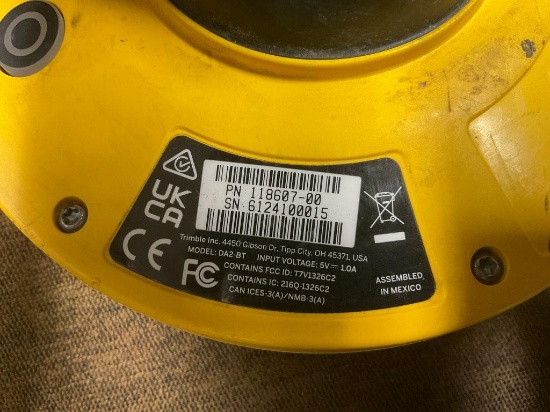 PN 118607-00
SN 6124100015
UK
CA
Trimble Inc. 4450 Gibson Dr, Tipp City, OH 45371, USA
MODEL: DA2-BT INPUT VOLTAGE: 5V⎓ 1.0A
CONTAINS FCC ID: T7V1326C2
CONTAINS IC: 216Q-1326C2
CAN ICES-3(A)/NMB-3(A)
CE
FC
ASSEMBLED
IN MEXICO